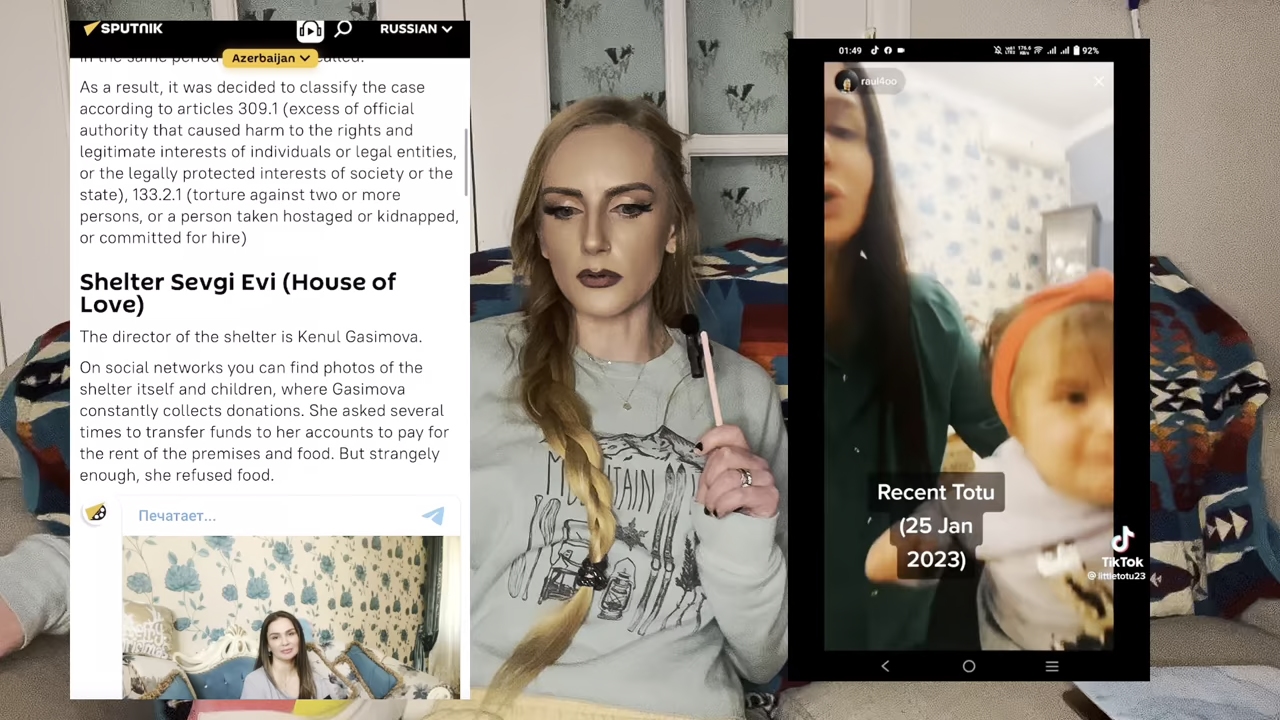 SPUTNIK
RUSSIAN
Azerbaijan
As a result, it was decided to classify the case
according to articles 309.1 (excess of official
authority that caused harm to the rights and
legitimate interests of individuals or legal entities,
or the legally protected interests of society or the
state), 133.2.1 (torture against two or more
persons, or a person taken hostaged or kidnapped,
or committed for hire)
Shelter Sevgi Evi (House of
Love)
The director of the shelter is Kenul Gasimova.
On social networks you can find photos of the
shelter itself and children, where Gasimova
constantly collects donations. She asked several
times to transfer funds to her accounts to pay for
the rent of the premises and food. But strangely
enough, she refused food.
Печатает...
MOUNTAIN
01:49
92%
raul4oo
Recent Totu
(25 Jan
2023)
TikTok
@littletotu23